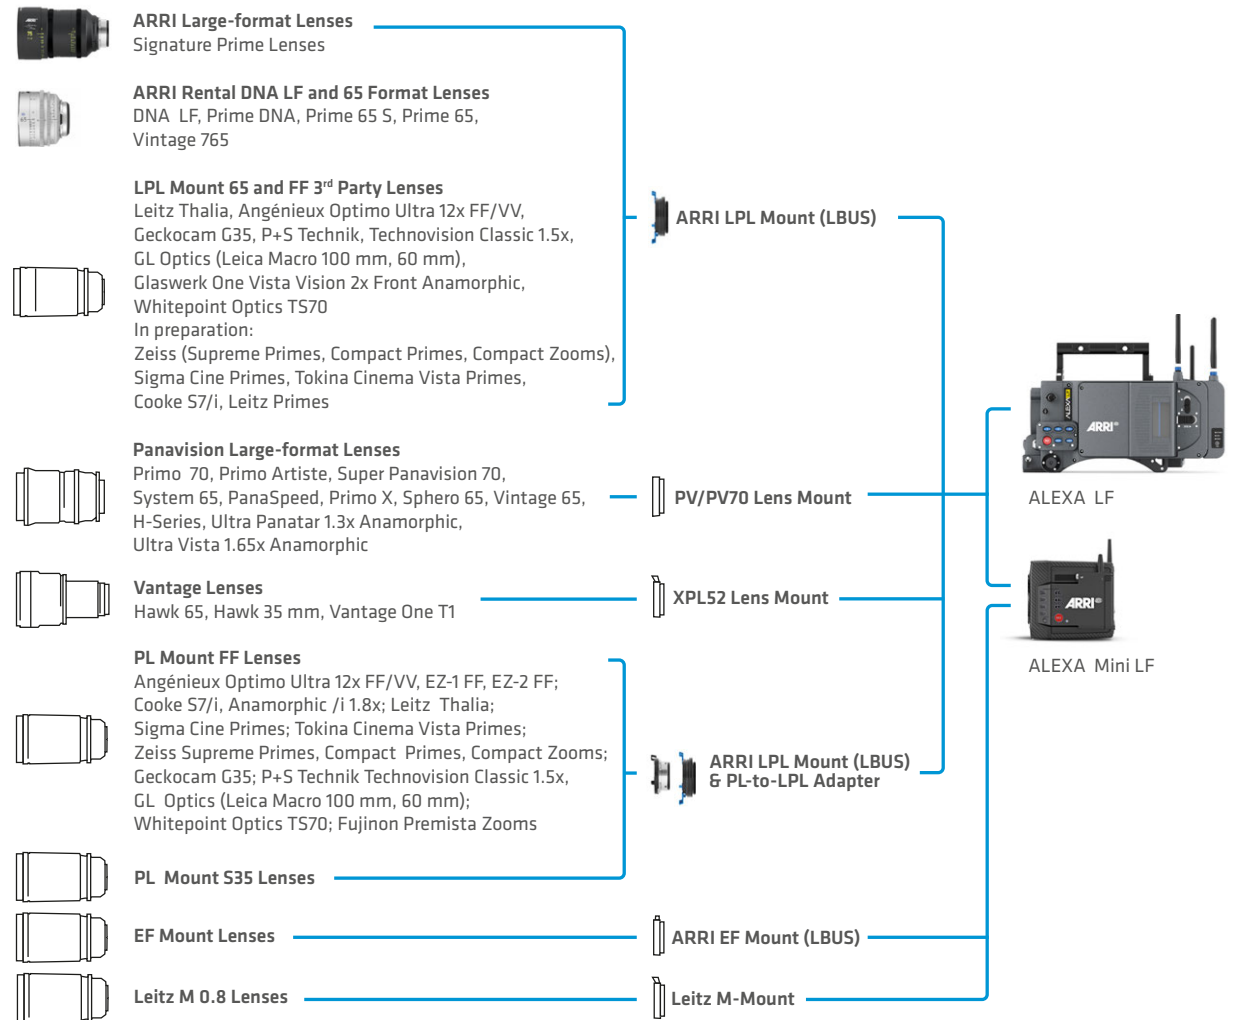 ARRI Large-format Lenses
Signature Prime Lenses
ARRI Rental DNA LF and 65 Format Lenses
DNA LF, Prime DNA, Prime 65 S, Prime 65,
Vintage 765
LPL Mount 65 and FF 3rd Party Lenses
Leitz Thalia, Angénieux Optimo Ultra 12x FF/VV,
Geckocam G35, P+S Technik, Technovision Classic 1.5x,
GL Optics (Leica Macro 100 mm, 60 mm),
Glaswerk One Vista Vision 2x Front Anamorphic,
Whitepoint Optics TS70
In preparation:
Zeiss (Supreme Primes, Compact Primes, Compact Zooms),
Sigma Cine Primes, Tokina Cinema Vista Primes,
Cooke S7/i, Leitz Primes
ARRI LPL Mount (LBUS)
Panavision Large-format Lenses
Primo 70, Primo Artiste, Super Panavision 70,
System 65, PanaSpeed, Primo X, Sphero 65, Vintage 65,
H-Series, Ultra Panatar 1.3x Anamorphic,
Ultra Vista 1.65x Anamorphic
PV/PV70 Lens Mount
Vantage Lenses
Hawk 65, Hawk 35 mm, Vantage One T1
XPL52 Lens Mount
PL Mount FF Lenses
Angénieux Optimo Ultra 12x FF/VV, EZ-1 FF, EZ-2 FF;
Cooke S7/i, Anamorphic /i 1.8x; Leitz Thalia;
Sigma Cine Primes; Tokina Cinema Vista Primes;
Zeiss Supreme Primes, Compact Primes, Compact Zooms;
Geckocam G35; P+S Technik Technovision Classic 1.5x,
GL Optics (Leica Macro 100 mm, 60 mm);
Whitepoint Optics TS70; Fujinon Premista Zooms
PL Mount S35 Lenses
ARRI LPL Mount (LBUS)
& PL-to-LPL Adapter
EF Mount Lenses
ARRI EF Mount (LBUS)
Leitz M 0.8 Lenses
Leitz M-Mount
ALEXA
ARRI
ALEXA LF
ARRI
ALEXA Mini LF